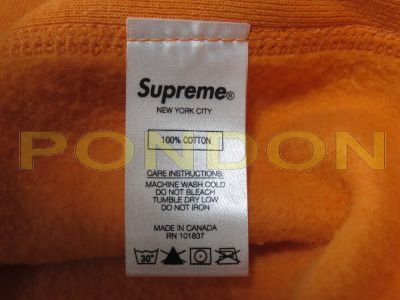 Supreme®
NEW YORK CITY
100% COTTON
PONDON
CARE INSTRUCTIONS:
MACHINE WASH COLD
DO NOT BLEACH
TUMBLE DRY LOW
DO NOT IRON
MADE IN CANADA
RN 101837
30°